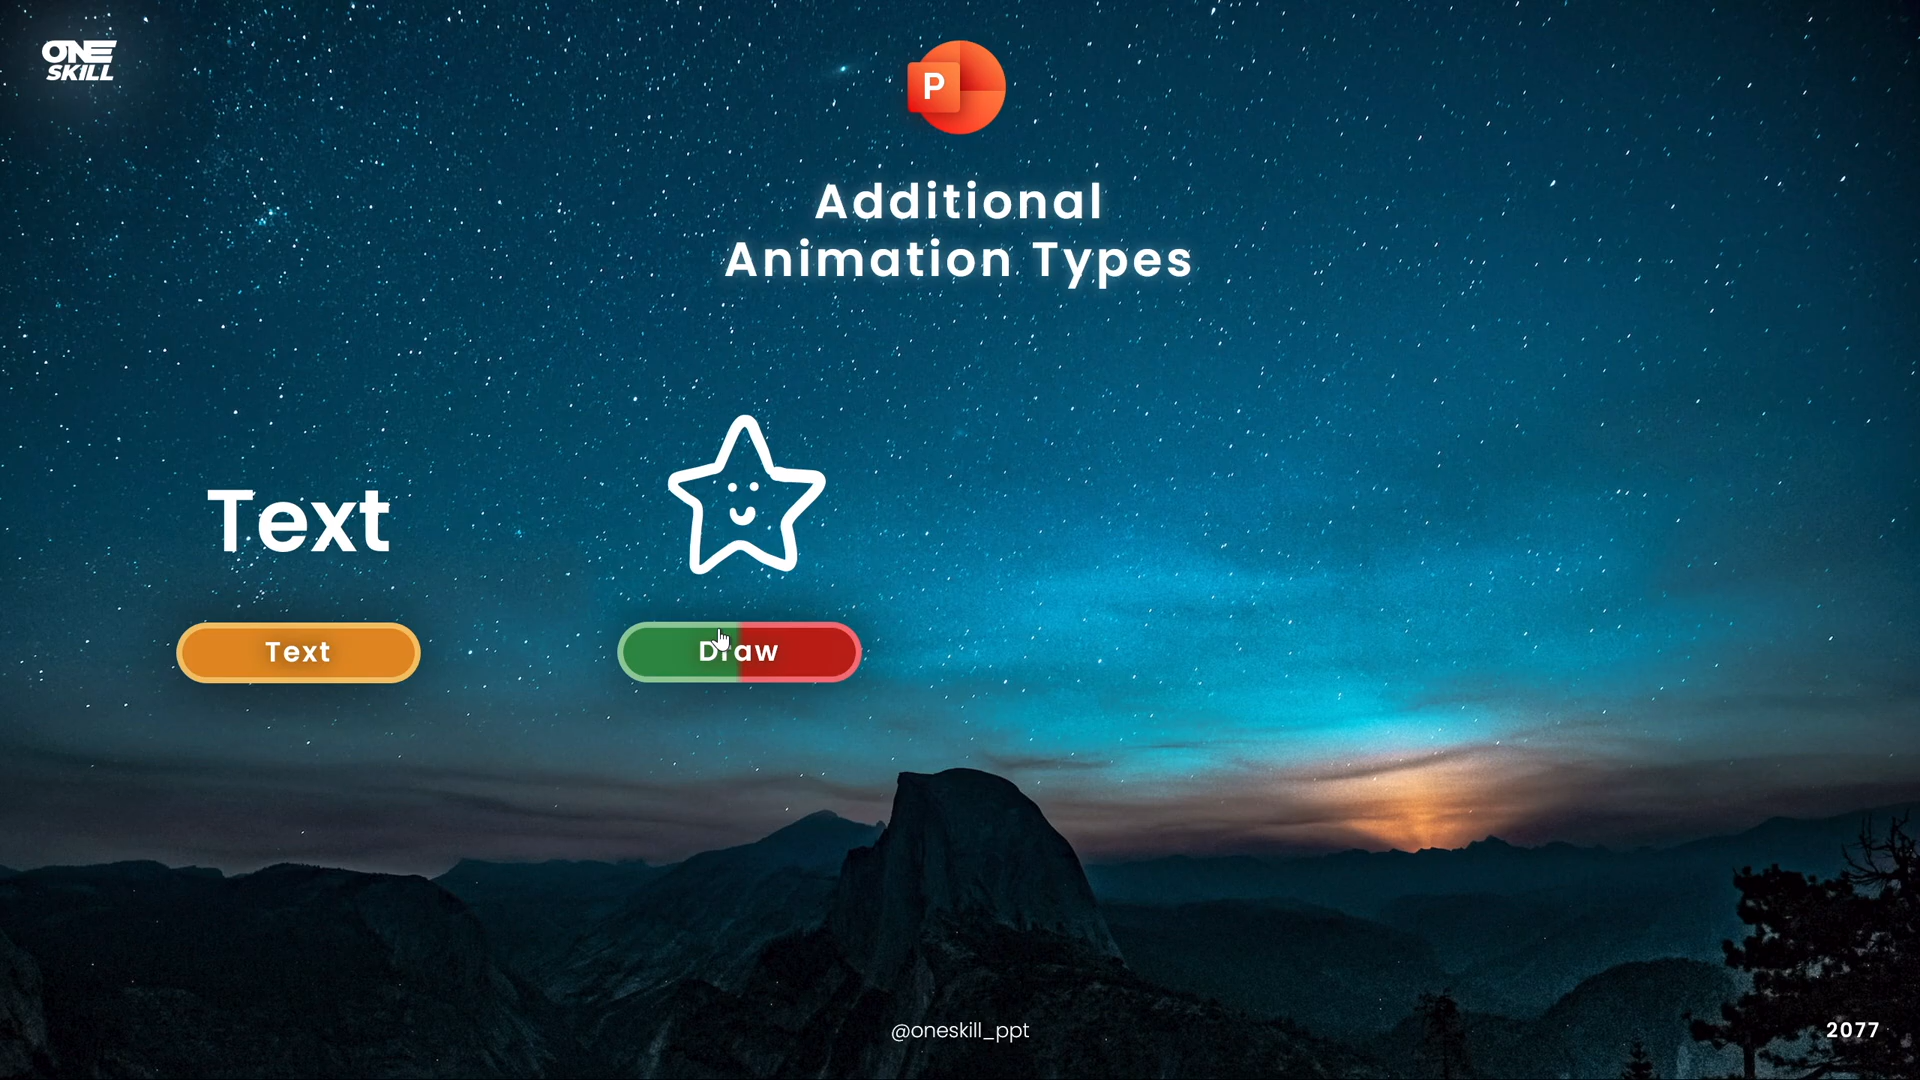 ONE
SKILL
P
Additional
Animation Types
Text
Text
Draw
@oneskill_ppt
2077